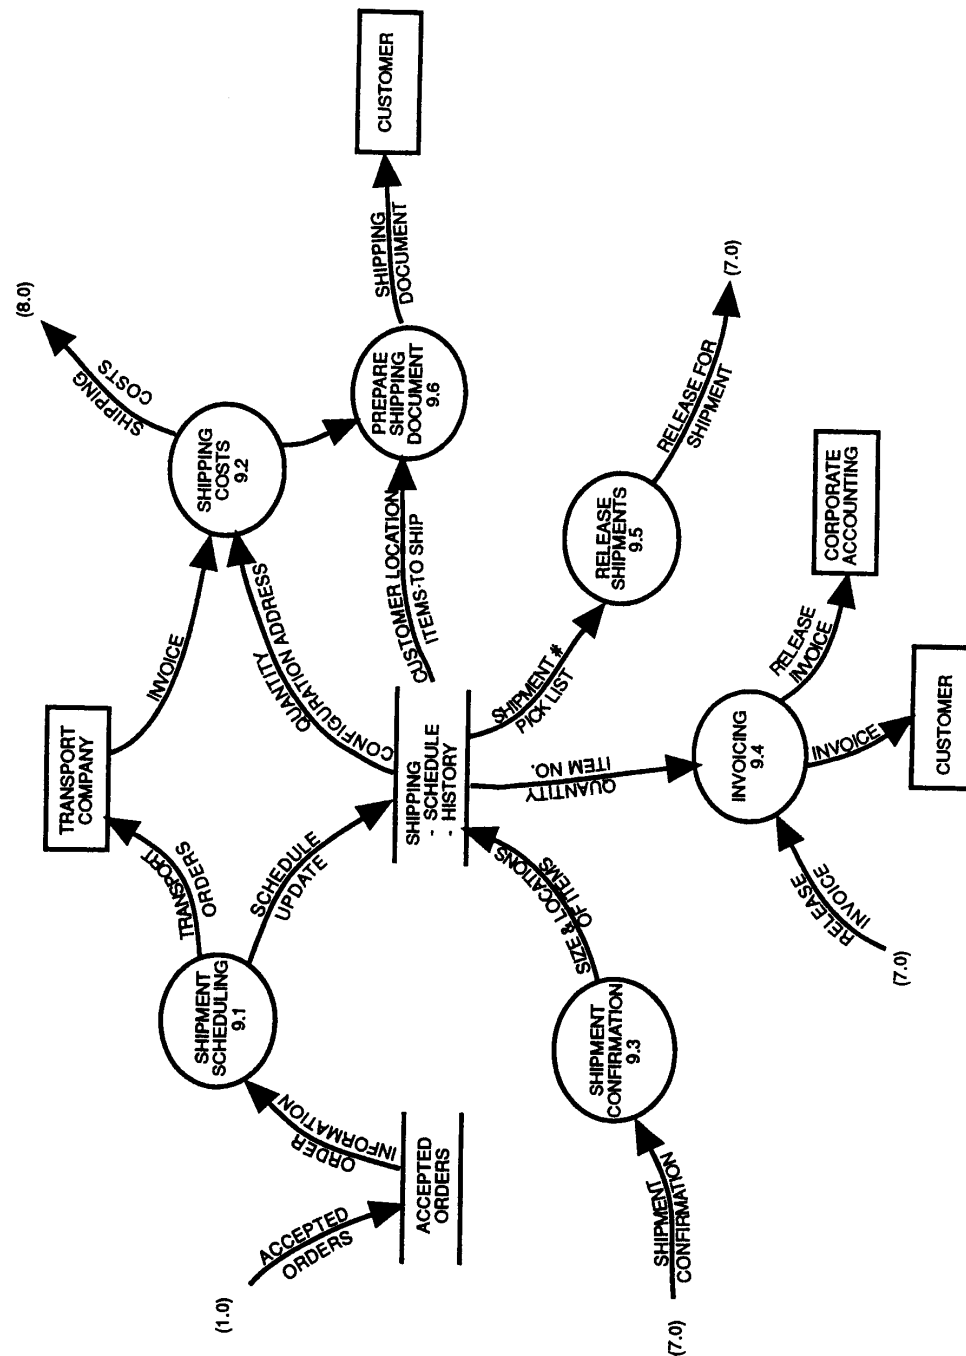 (1.0)
ACCEPTED
ORDERS
ACCEPTED
ORDERS
ORDER
INFORMATION
SHIPMENT
SCHEDULING
9.1
TRANSPORT
ORDERS
TRANSPORT
COMPANY
SCHEDULE
UPDATE
INVOICE
SHIPPING
COSTS
9.2
SHIPPING
COSTS
(8.0)
QUANTITY
CONFIGURATION ADDRESS
SHIPPING
- SCHEDULE
- HISTORY
CUSTOMER LOCATION
ITEMS-TO SHIP
PREPARE
SHIPPING
DOCUMENT
9.6
SHIPPING
DOCUMENT
CUSTOMER
(7.0)
SHIPMENT
CONFIRMATION
SHIPMENT
CONFIRMATION
9.3
SIZE & LOCATIONS
OF ITEMS
SHIPMENT #
PICK LIST
RELEASE
SHIPMENTS
9.5
RELEASE FOR
SHIPMENT
(7.0)
QUANTITY
ITEM NO.
(7.0)
RELEASE
INVOICE
INVOICING
9.4
RELEASE
INVOICE
CORPORATE
ACCOUNTING
INVOICE
CUSTOMER